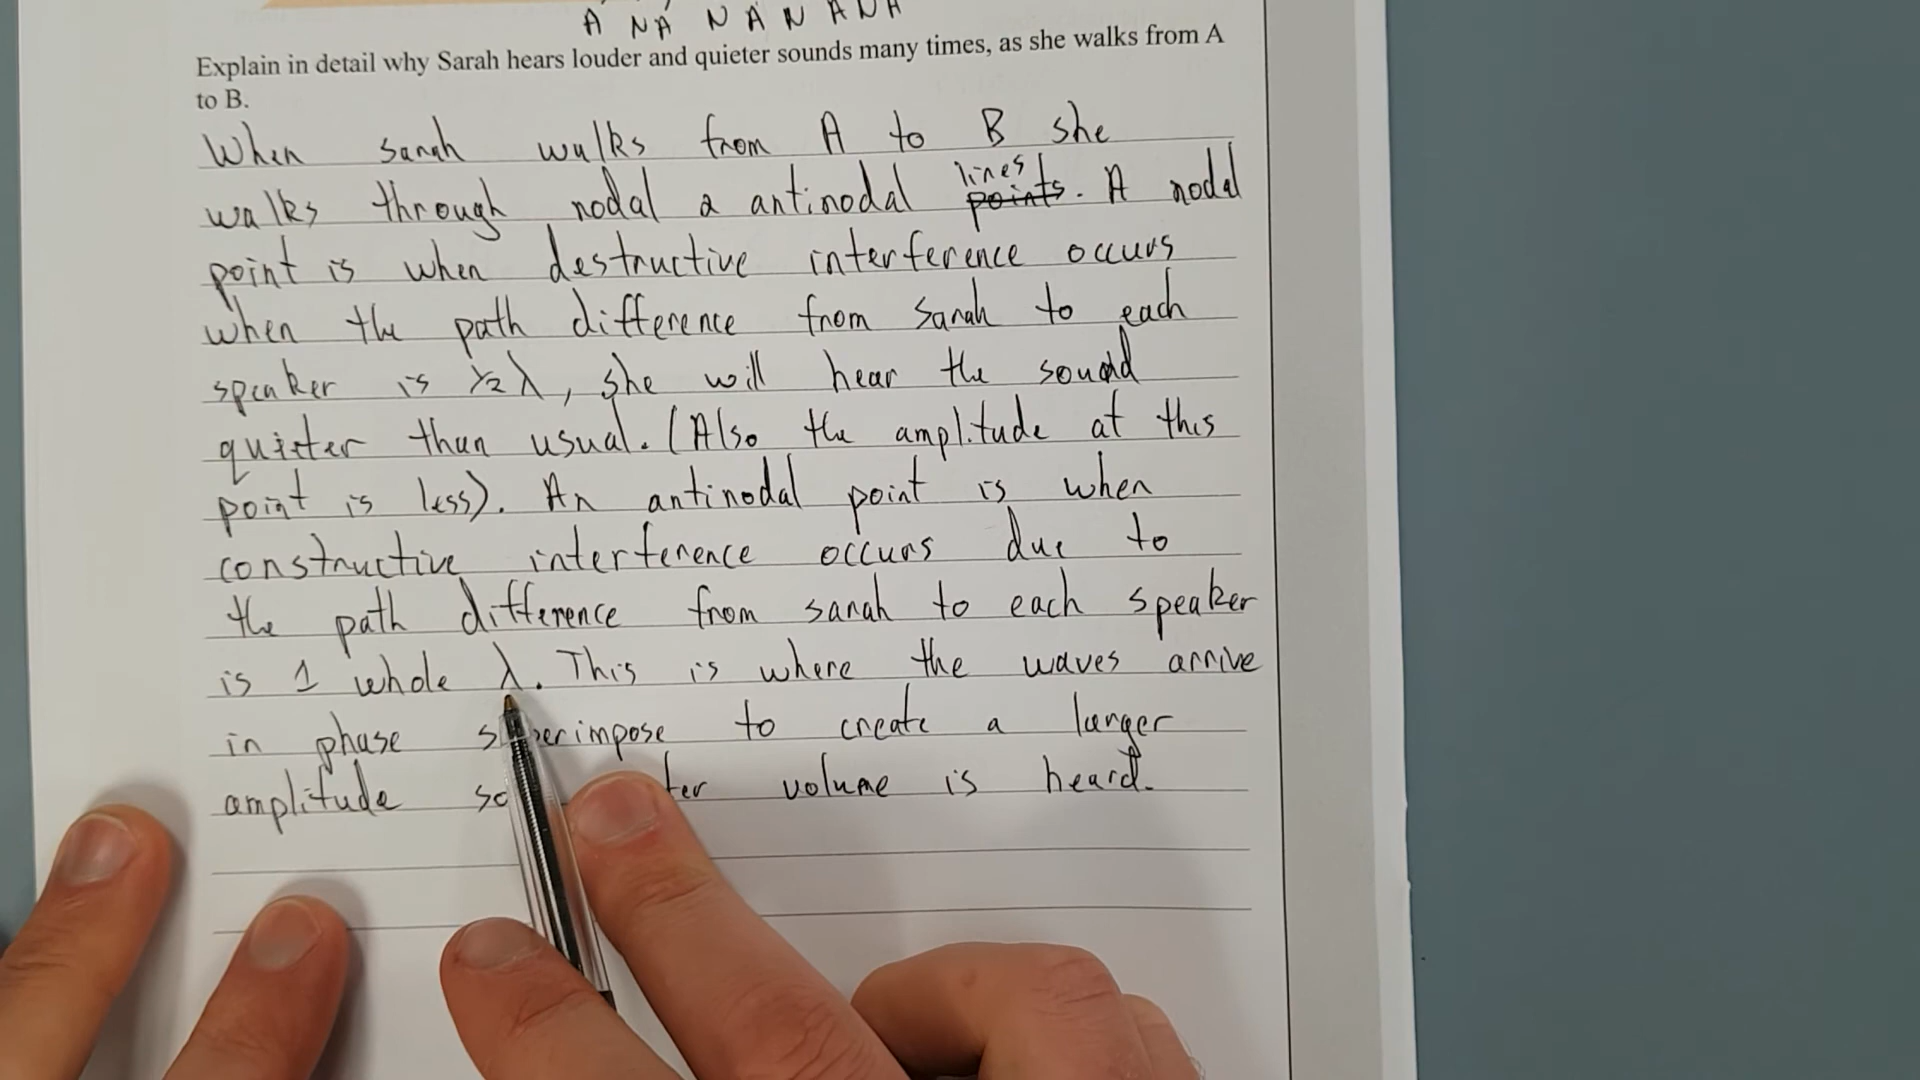 A N A N A N A N A
Explain in detail why Sarah hears louder and quieter sounds many times, as she walks from A
to B.
When sarah walks from A to B she
walks through nodal & antinodal lines points. A nodal
point is when destructive interference occurs
when the path difference from sarah to each
speaker is 1/2 λ, she will hear the sound
quieter than usual. (Also the amplitude at this
point is less). An antinodal point is when
constructive interference occurs due to
the path difference from sarah to each speaker
is 1 whole λ. This is where the waves arrive
in phase superimpose to create a larger
amplitude so volume is heard.